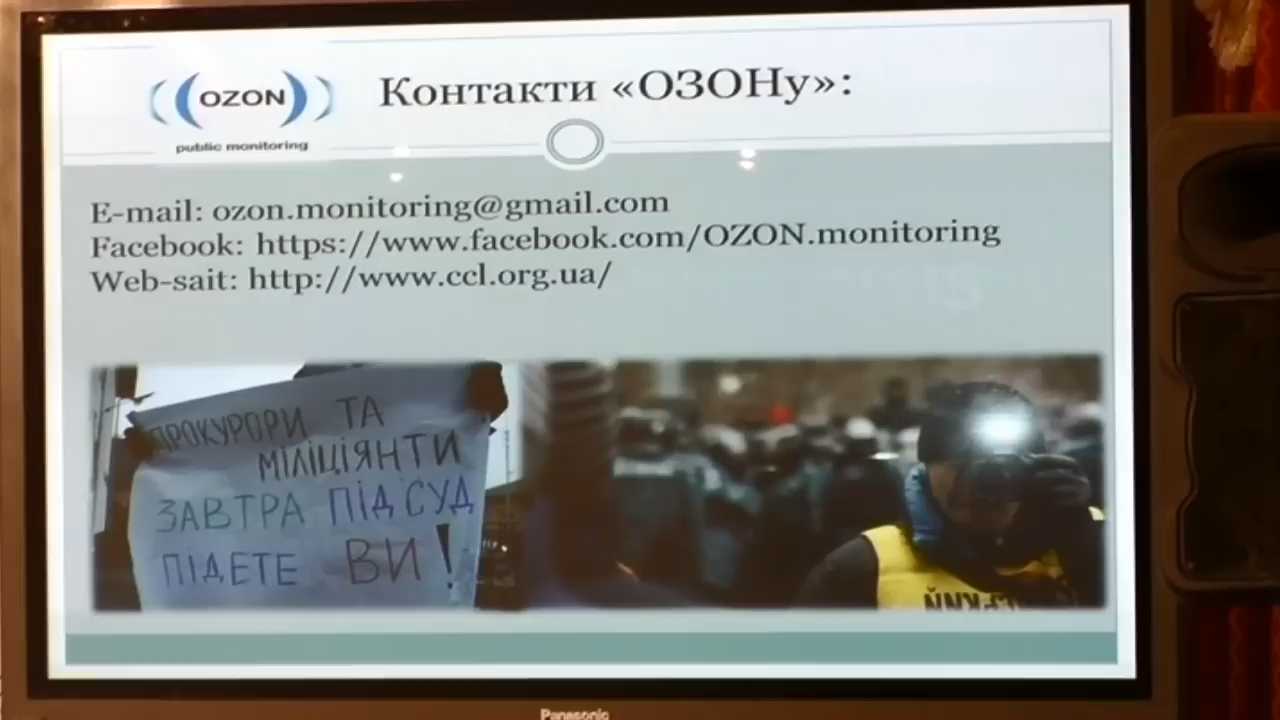 OZON
public monitoring
Контакти «ОЗОНу»:
E-mail: ozon.monitoring@gmail.com
Facebook: https://www.facebook.com/OZON.monitoring
Web-sait: http://www.ccl.org.ua/
ПРОКУРОРИ ТА
МІЛІЦІЯНТИ
ЗАВТРА ПІД СУД
ПІДЕТЕ ВИ!
Panasonic